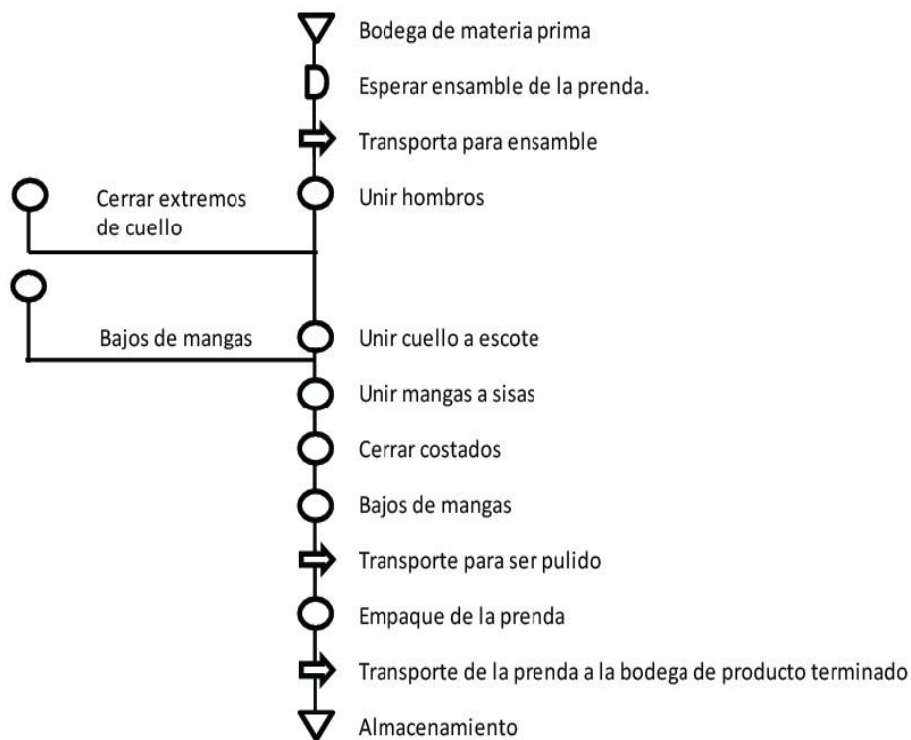 Bodega de materia prima
Esperar ensamble de la prenda.
Transporta para ensamble
Cerrar extremos
de cuello
Unir hombros
Bajos de mangas
Unir cuello a escote
Unir mangas a sisas
Cerrar costados
Bajos de mangas
Transporte para ser pulido
Empaque de la prenda
Transporte de la prenda a la bodega de producto terminado
Almacenamiento